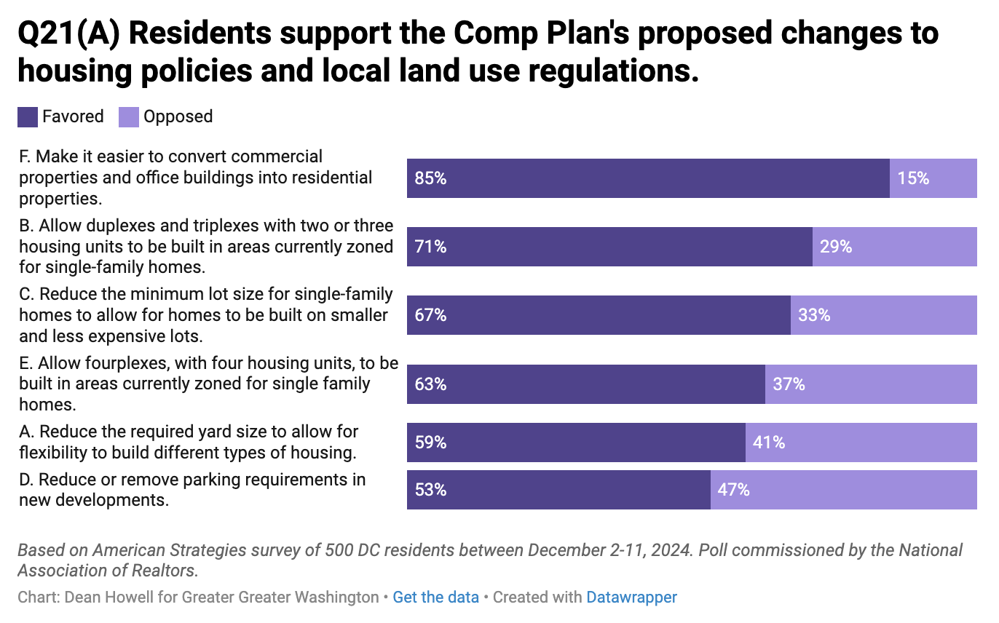 Q21(A) Residents support the Comp Plan's proposed changes to
housing policies and local land use regulations.
Favored Opposed
F. Make it easier to convert commercial
properties and office buildings into residential
properties.
85% 15%
B. Allow duplexes and triplexes with two or three
housing units to be built in areas currently zoned
for single-family homes.
71% 29%
C. Reduce the minimum lot size for single-family
homes to allow for homes to be built on smaller
and less expensive lots.
67% 33%
E. Allow fourplexes, with four housing units, to be
built in areas currently zoned for single family
homes.
63% 37%
A. Reduce the required yard size to allow for
flexibility to build different types of housing.
59% 41%
D. Reduce or remove parking requirements in
new developments.
53% 47%
Based on American Strategies survey of 500 DC residents between December 2-11, 2024. Poll commissioned by the National
Association of Realtors.
Chart: Dean Howell for Greater Greater Washington • Get the data • Created with Datawrapper